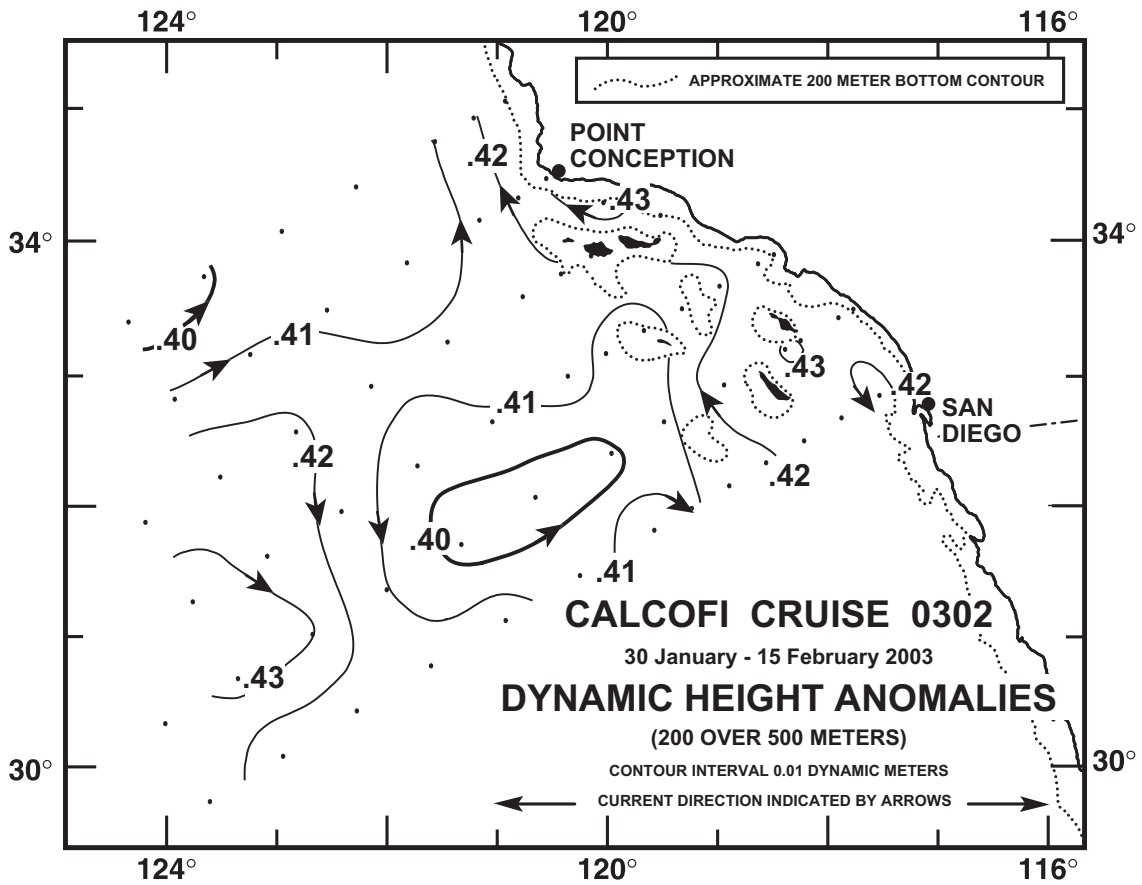 124° 120° 116°
APPROXIMATE 200 METER BOTTOM CONTOUR
POINT
CONCEPTION
.42
.43
34° 34°
.40
.41
.43
.42
.41
SAN
DIEGO
.42
.42
.40
.41
CALCOFI CRUISE 0302
30 January - 15 February 2003
.43
DYNAMIC HEIGHT ANOMALIES
(200 OVER 500 METERS)
30° 30°
CONTOUR INTERVAL 0.01 DYNAMIC METERS
CURRENT DIRECTION INDICATED BY ARROWS
124° 120° 116°